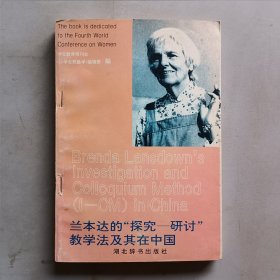 The book is dedicated
to the Fourth World
Conference on Women
编
Brenda Lansdown's
Investigation and
Colloquium Method
(I—CM) in China
兰本达的“探究—研讨”
教学法及其在中国
湖北辞书出版社